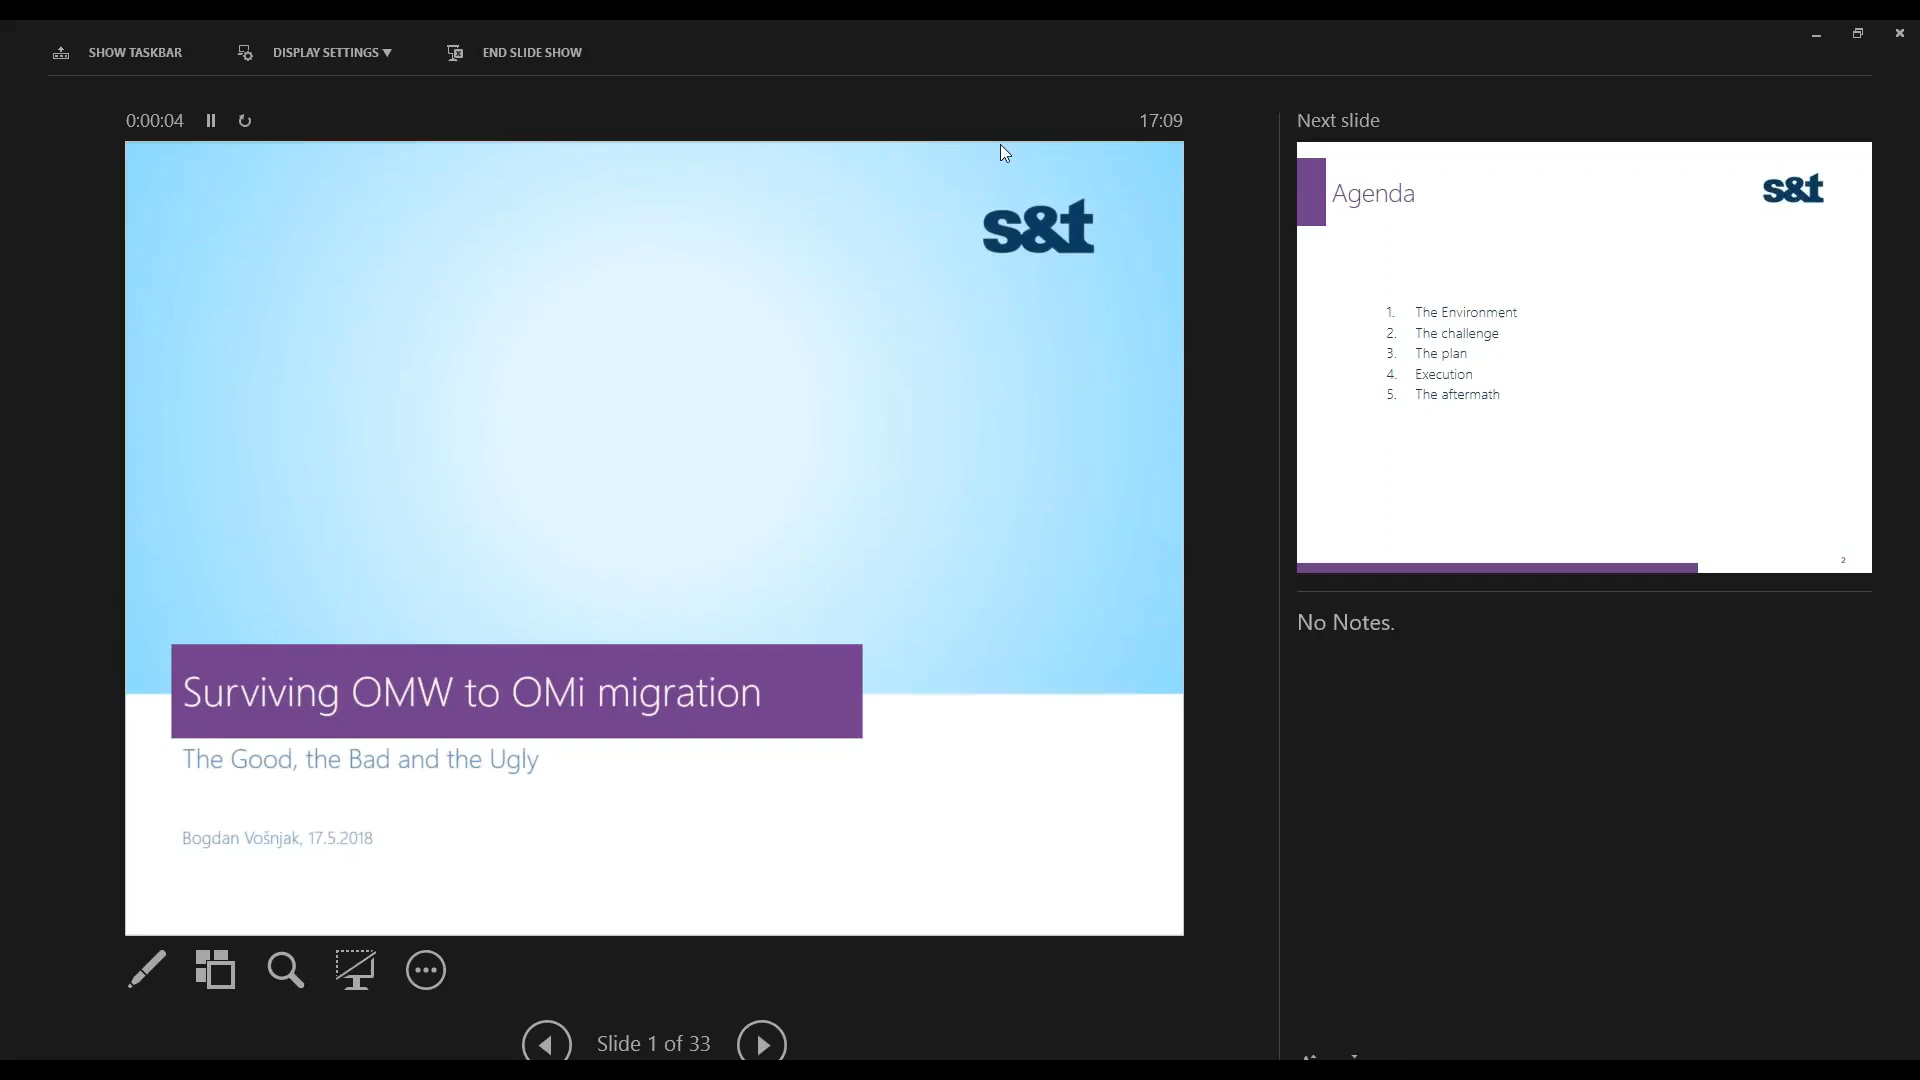 SHOW TASKBAR
DISPLAY SETTINGS
END SLIDE SHOW
0:00:04
17:09
s&t
Surviving OMW to OMi migration
The Good, the Bad and the Ugly
Bogdan Vošnjak, 17.5.2018
Slide 1 of 33
Next slide
Agenda
s&t
1. The Environment
2. The challenge
3. The plan
4. Execution
5. The aftermath
2
No Notes.